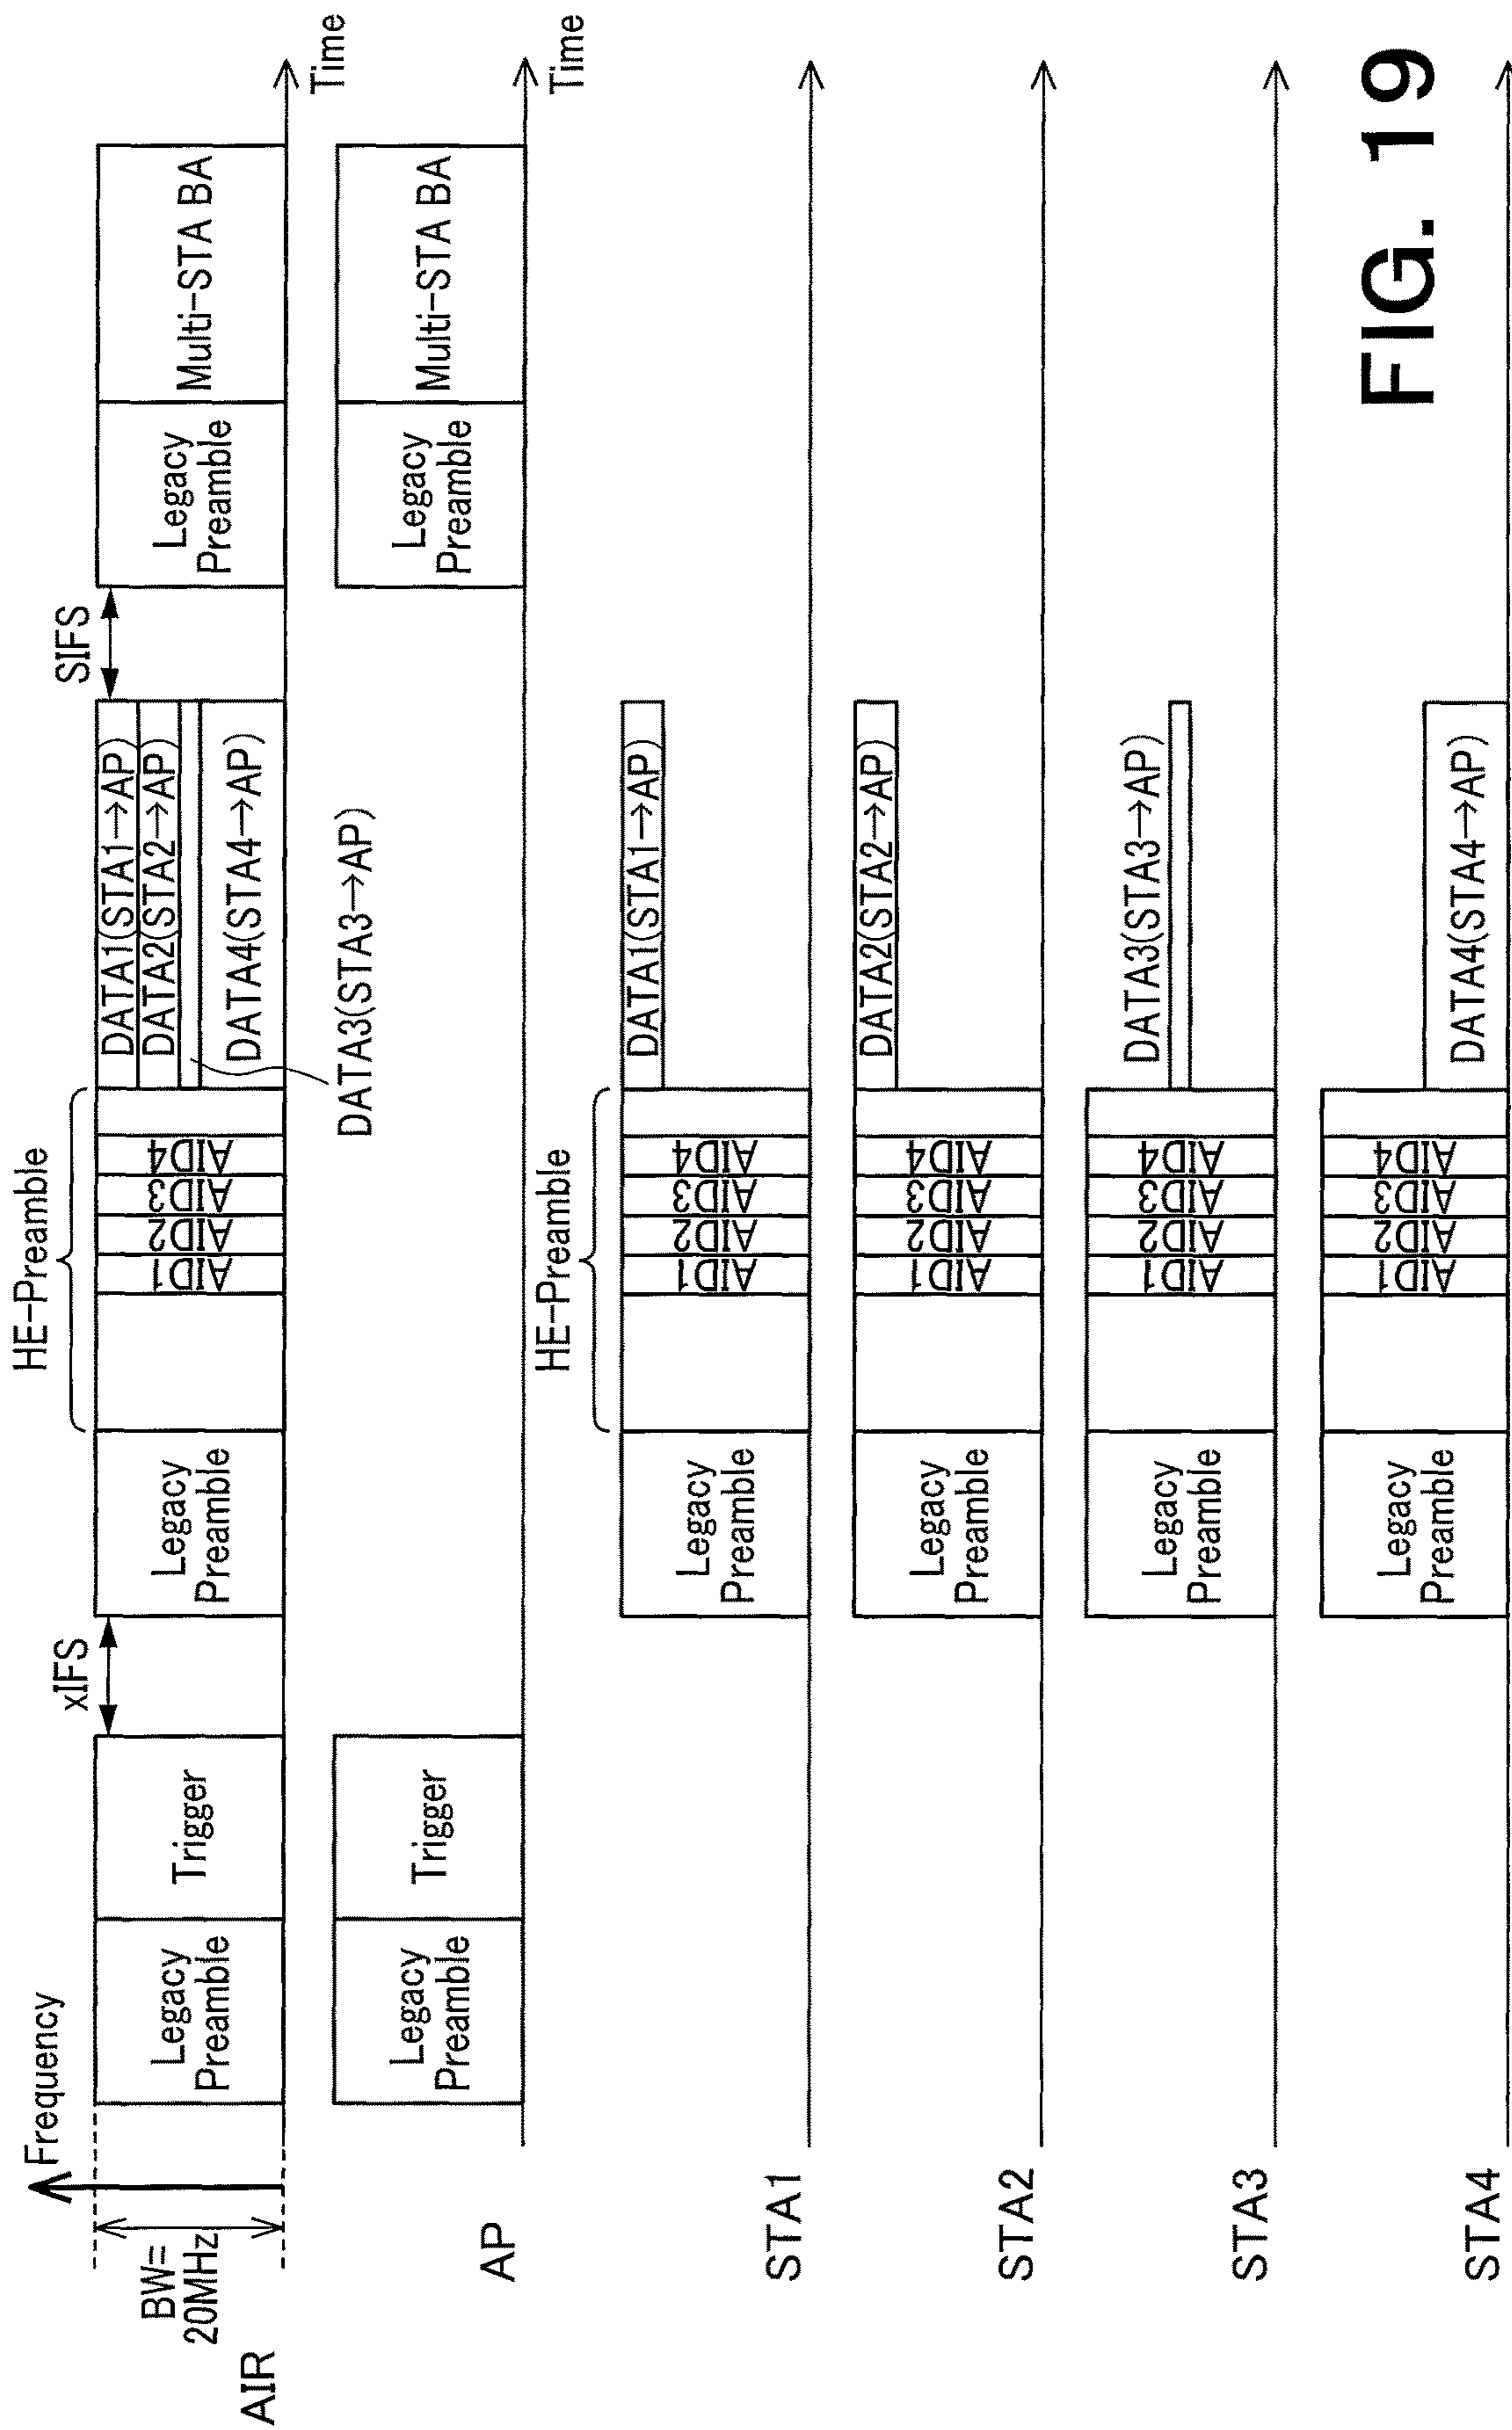 Frequency
BW=
20MHz
AIR
Legacy
Preamble
Trigger
xIFS
Legacy
Preamble
HE-Preamble
AID1
AID2
AID3
AID4
DATA1(STA1→AP)
DATA2(STA2→AP)
DATA4(STA4→AP)
DATA3(STA3→AP)
SIFS
Legacy
Preamble
Multi-STA BA
Time
AP
Legacy
Preamble
Trigger
Legacy
Preamble
Multi-STA BA
Time
STA1
Legacy
Preamble
HE-Preamble
AID1
AID2
AID3
AID4
DATA1(STA1→AP)
STA2
Legacy
Preamble
AID1
AID2
AID3
AID4
DATA2(STA2→AP)
STA3
Legacy
Preamble
AID1
AID2
AID3
AID4
DATA3(STA3→AP)
STA4
Legacy
Preamble
AID1
AID2
AID3
AID4
DATA4(STA4→AP)
FIG. 19